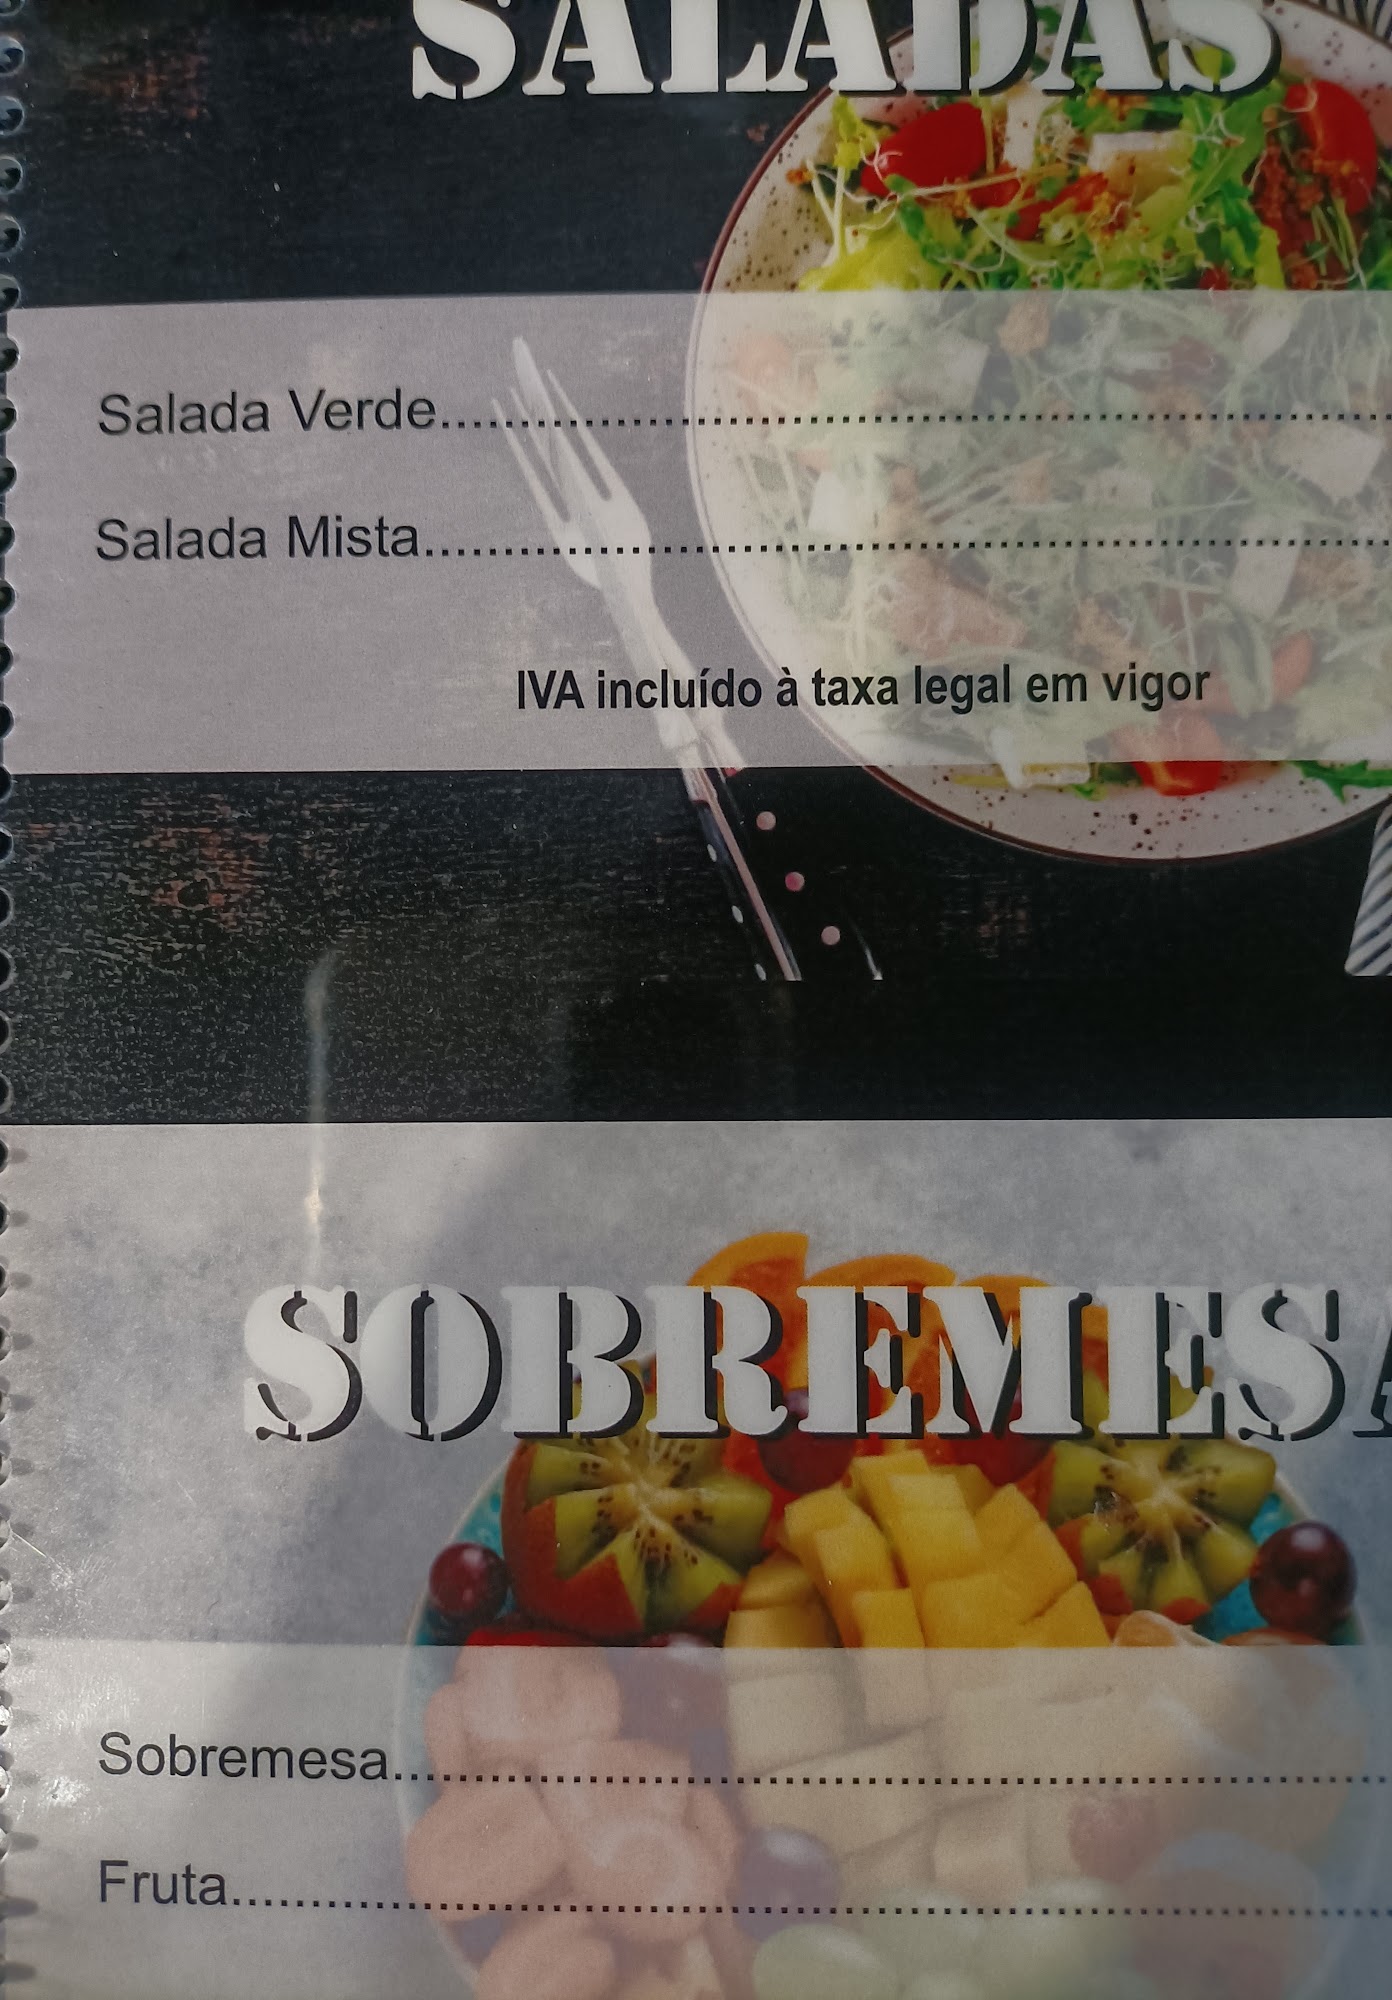 SALADAS
Salada Verde
Salada Mista
IVA incluído à taxa legal em vigor
SOBREMESA
Sobremesa
Fruta